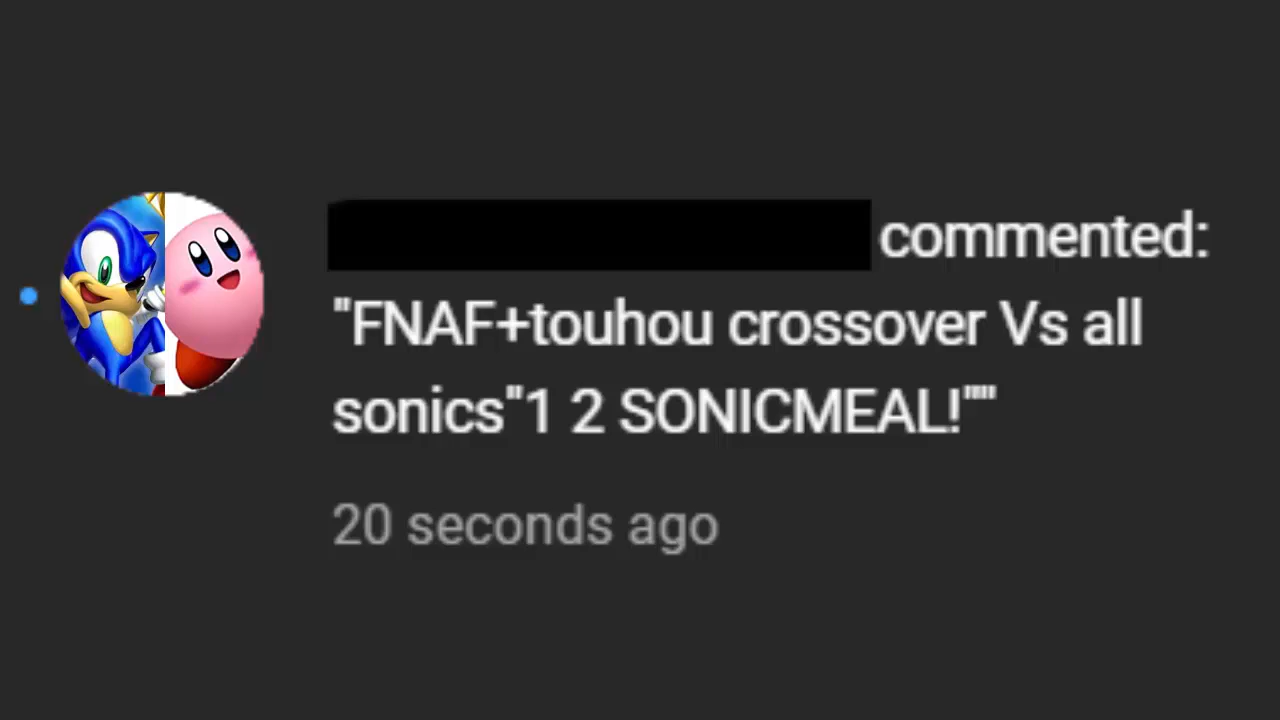 commented:
"FNAF+touhou crossover Vs all
sonics"1 2 SONICMEAL!""
20 seconds ago